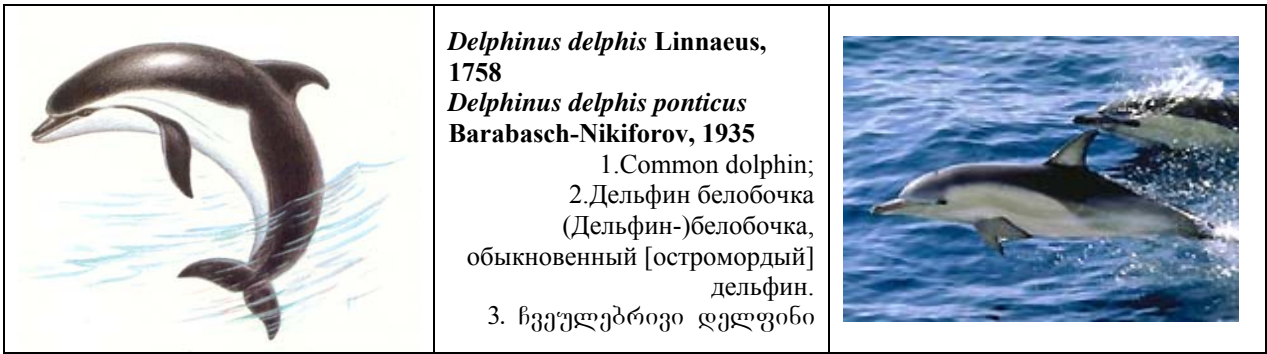 Delphinus delphis Linnaeus,
1758
Delphinus delphis ponticus
Barabasch-Nikiforov, 1935
1.Common dolphin;
2.Дельфин белобочка
(Дельфин-)белобочка,
обыкновенный [остромордый]
дельфин.
3. ჩვეულებრივი დელფინი